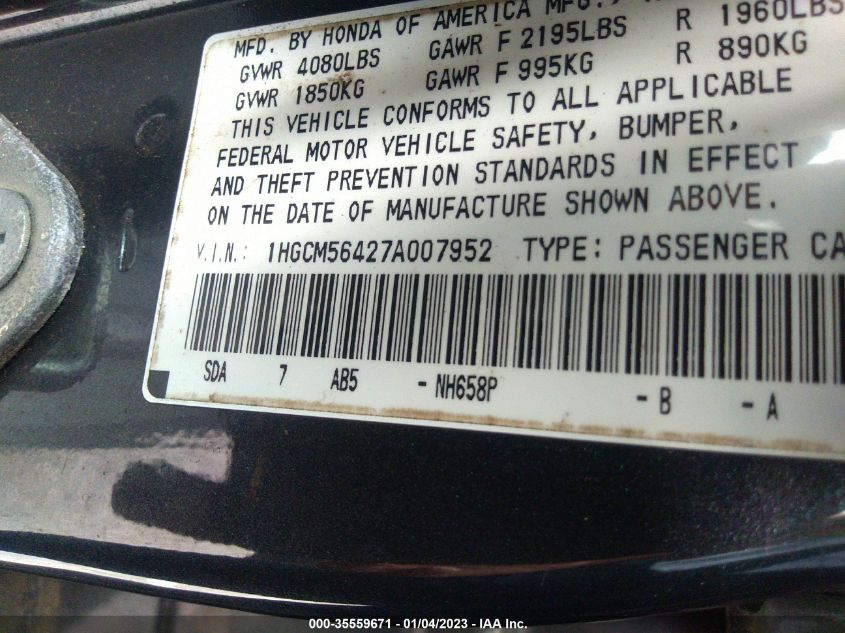 MFD. BY HONDA OF AMERICA MFG.,
GVWR 4080LBS GAWR F 2195LBS R 1960LBS
GVWR 1850KG GAWR F 995KG R 890KG
THIS VEHICLE CONFORMS TO ALL APPLICABLE
FEDERAL MOTOR VEHICLE SAFETY, BUMPER,
AND THEFT PREVENTION STANDARDS IN EFFECT
ON THE DATE OF MANUFACTURE SHOWN ABOVE.
V.I.N.: 1HGCM56427A007952 TYPE: PASSENGER CA
SDA 7 AB5 - NH658P - B - A
000-35559671 - 01/04/2023 - IAA Inc.